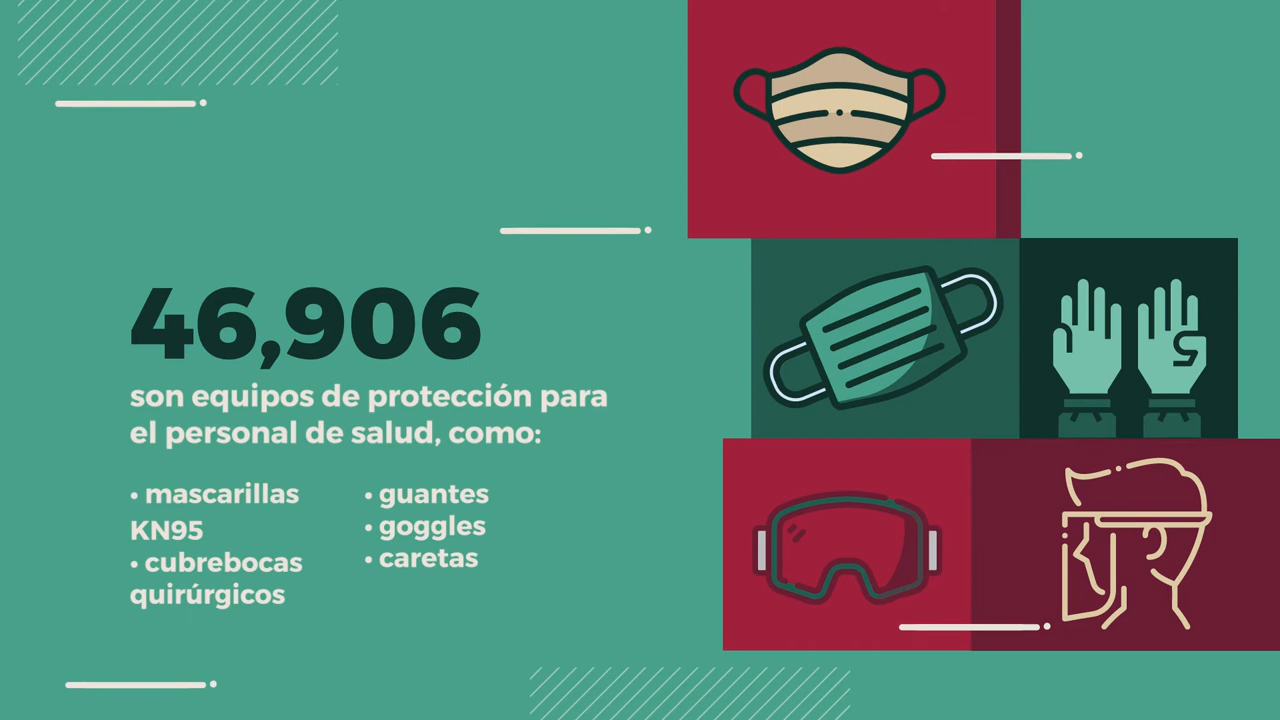 46,906
son equipos de protección para
el personal de salud, como:
• mascarillas
KN95
• cubrebocas
quirúrgicos
• guantes
• goggles
• caretas